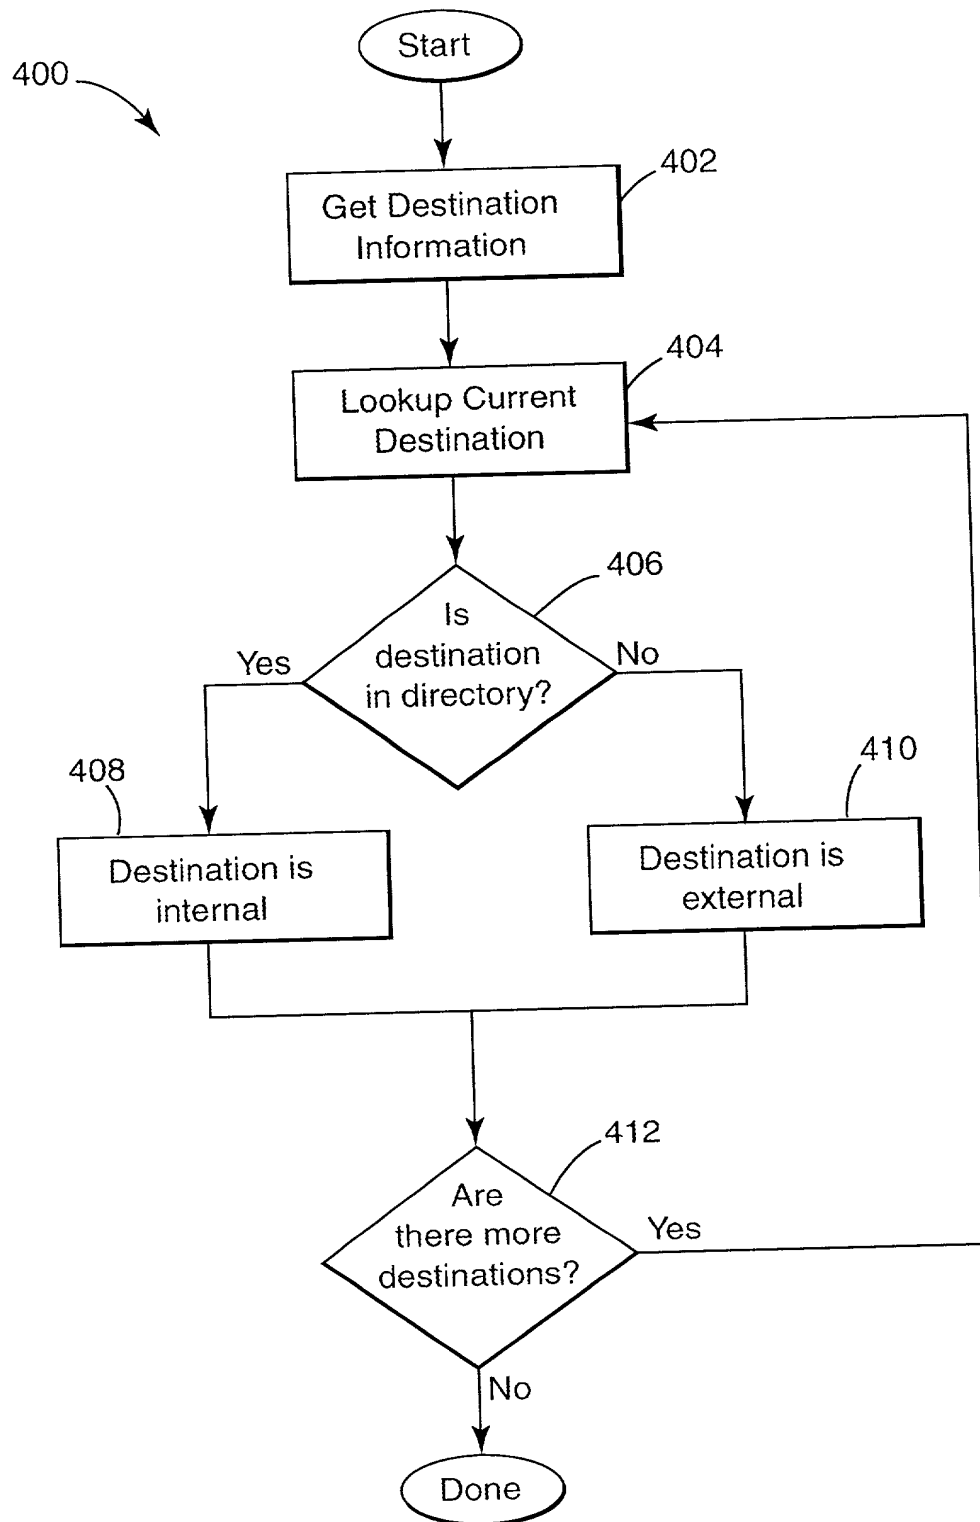 Start
400
402
Get Destination
Information
404
Lookup Current
Destination
406
Is
destination
in directory?
Yes
No
408
410
Destination is
internal
Destination is
external
412
Are
there more
destinations?
Yes
No
Done